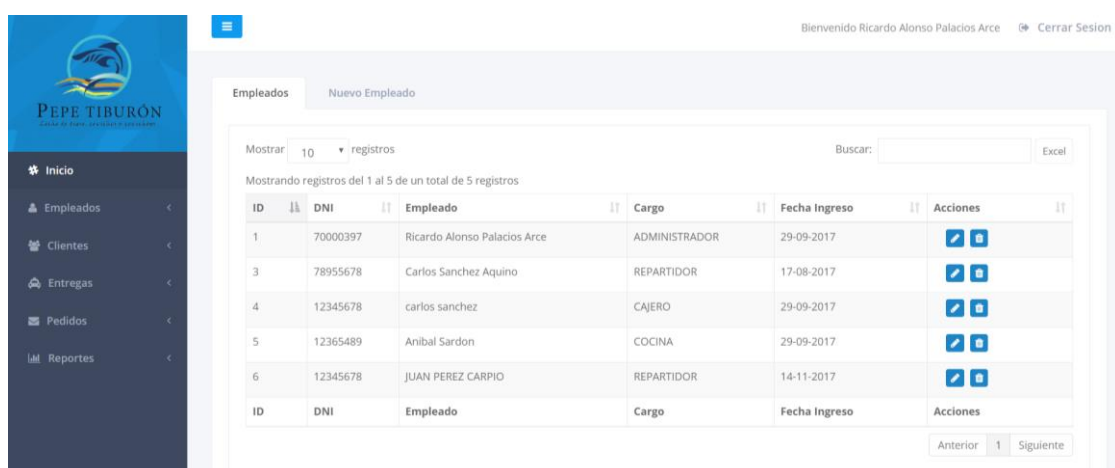 Bienvenido Ricardo Alonso Palacios Arce Cerrar Sesion
PEPE TIBURÓN
Inicio
Empleados
Clientes
Entregas
Pedidos
Reportes
Empleados Nuevo Empleado
Mostrar 10 registros Buscar: Excel
Mostrando registros del 1 al 5 de un total de 5 registros
ID DNI Empleado Cargo Fecha Ingreso Acciones
1 70000397 Ricardo Alonso Palacios Arce ADMINISTRADOR 29-09-2017
3 78955678 Carlos Sanchez Aquino REPARTIDOR 17-08-2017
4 12345678 carlos sanchez CAJERO 29-09-2017
5 12365489 Anibal Sardon COCINA 29-09-2017
6 12345678 JUAN PEREZ CARPIO REPARTIDOR 14-11-2017
ID DNI Empleado Cargo Fecha Ingreso Acciones
Anterior 1 Siguiente